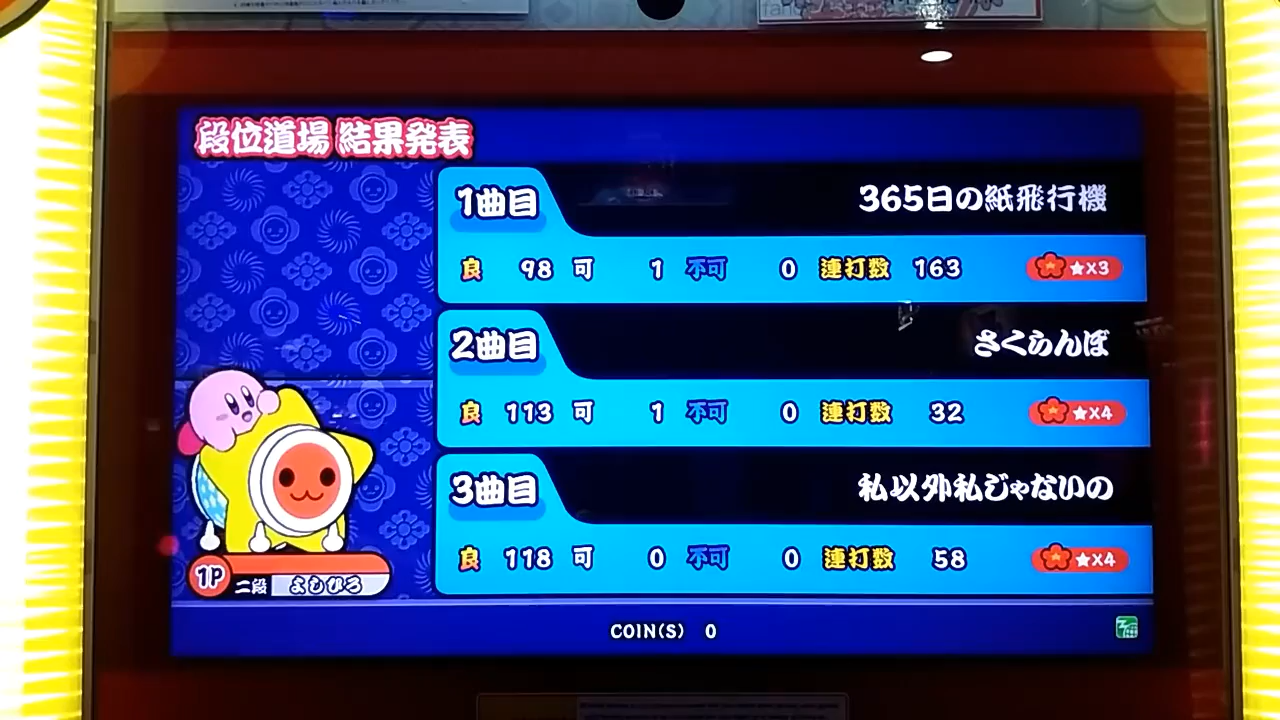 段位道場 結果発表
1曲目 365日の紙飛行機
良 98 可 1 不可 0 連打数 163 ★x3
2曲目 さくらんぼ
良 113 可 1 不可 0 連打数 32 ★x4
3曲目 私以外私じゃないの
良 118 可 0 不可 0 連打数 58 ★x4
1P 二段 よしひろ
COIN(S) 0